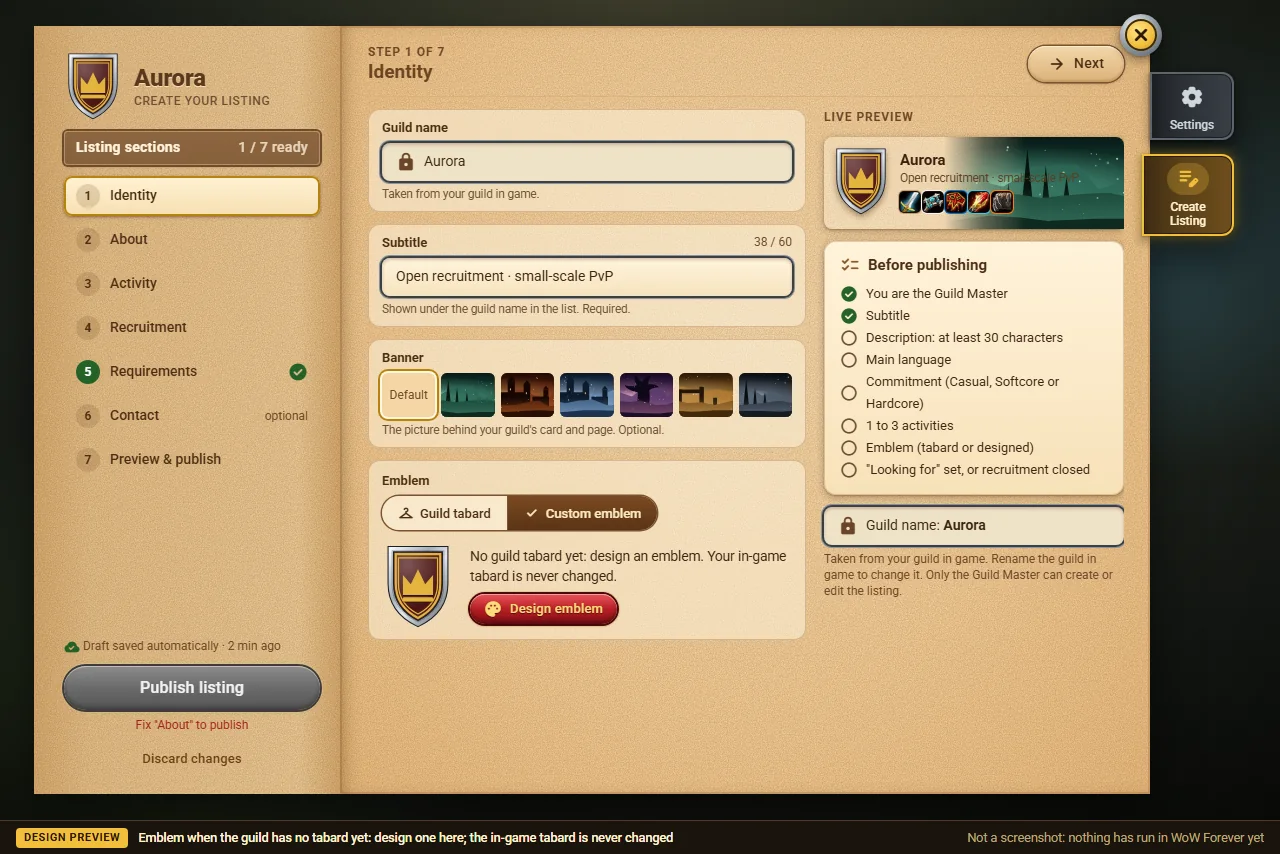 Aurora
CREATE YOUR LISTING
Listing sections
1 / 7 ready
1 Identity
2 About
3 Activity
4 Recruitment
5 Requirements
6 Contact
optional
7 Preview & publish
Draft saved automatically · 2 min ago
Publish listing
Fix "About" to publish
Discard changes
STEP 1 OF 7
Identity
Next
Guild name
Aurora
Taken from your guild in game.
Subtitle
38 / 60
Open recruitment · small-scale PvP
Shown under the guild name in the list. Required.
Banner
Default
The picture behind your guild's card and page. Optional.
Emblem
Guild tabard
Custom emblem
No guild tabard yet: design an emblem. Your in-game
tabard is never changed.
Design emblem
LIVE PREVIEW
Aurora
Open recruitment · small-scale PvP
Before publishing
You are the Guild Master
Subtitle
Description: at least 30 characters
Main language
Commitment (Casual, Softcore or
Hardcore)
1 to 3 activities
Emblem (tabard or designed)
"Looking for" set, or recruitment closed
Guild name: Aurora
Taken from your guild in game. Rename the guild in
game to change it. Only the Guild Master can create or
edit the listing.
Settings
Create
Listing
DESIGN PREVIEW
Emblem when the guild has no tabard yet: design one here; the in-game tabard is never changed
Not a screenshot: nothing has run in WoW Forever yet